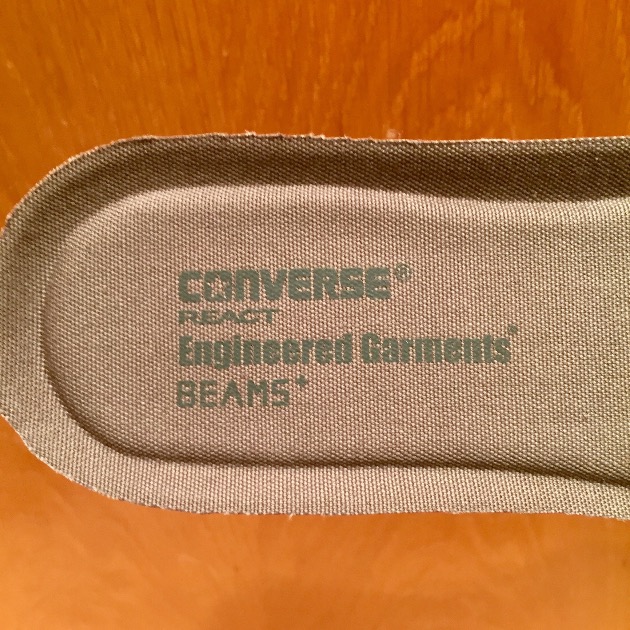 CONVERSE®
REACT
Engineered Garments®
BEAMS+